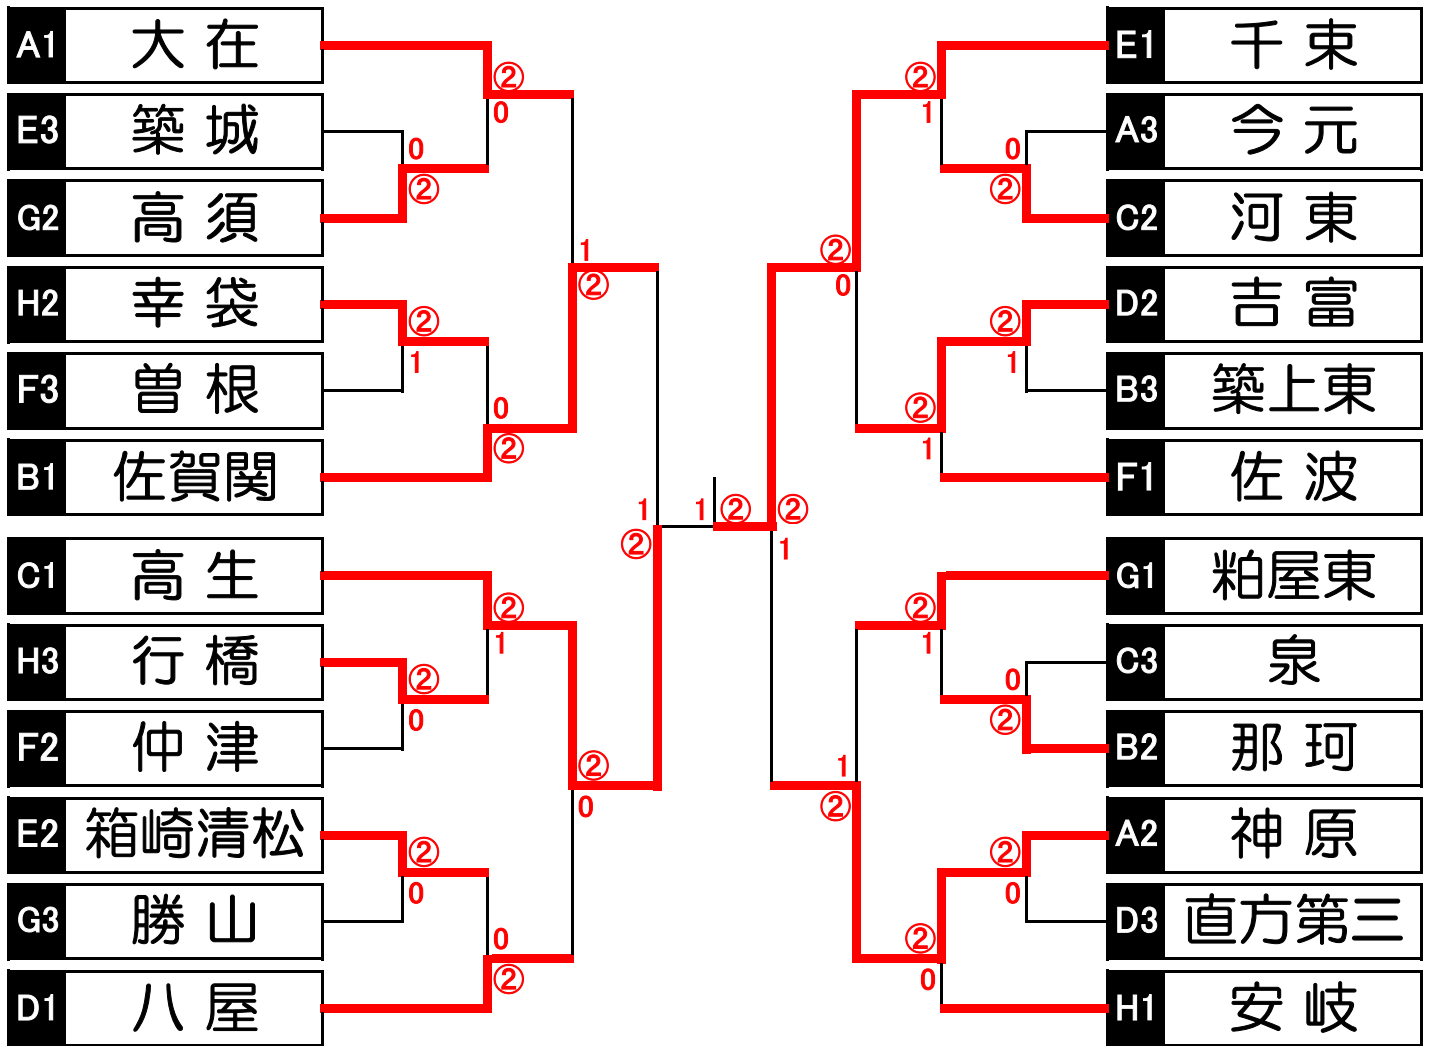 A1 大在
E3 築城
G2 高須
H2 幸袋
F3 曽根
B1 佐賀関
C1 高生
H3 行橋
F2 仲津
E2 箱崎清松
G3 勝山
D1 八屋
② 0
0 ②
② 1
0 ②
1 ②
② 1
② 0
② 0
0 ②
② 0
1 ②
1 ②
② 1
② 1
0 ②
② 1
② 1
② 0
② 1
0 ②
② 0
② 0
1 ②
E1 千束
A3 今元
C2 河東
D2 吉富
B3 築上東
F1 佐波
G1 粕屋東
C3 泉
B2 那珂
A2 神原
D3 直方第三
H1 安岐